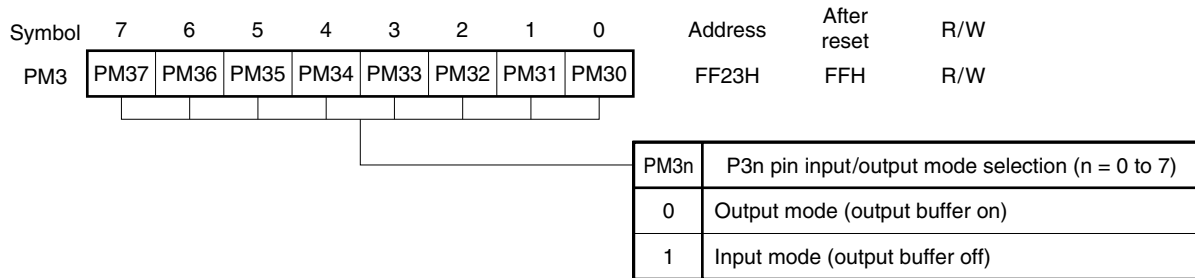 Symbol 7 6 5 4 3 2 1 0 Address After reset R/W
PM3 PM37 PM36 PM35 PM34 PM33 PM32 PM31 PM30 FF23H FFH R/W
PM3n P3n pin input/output mode selection (n = 0 to 7)
0 Output mode (output buffer on)
1 Input mode (output buffer off)